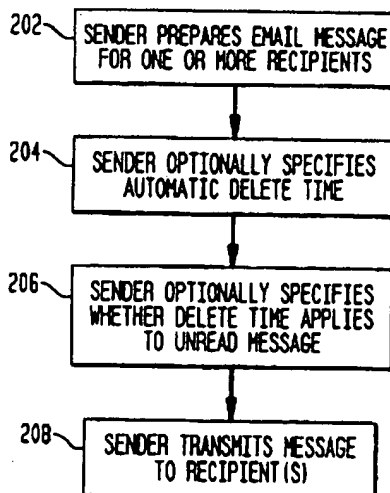 202
SENDER PREPARES EMAIL MESSAGE
FOR ONE OR MORE RECIPIENTS
204
SENDER OPTIONALLY SPECIFIES
AUTOMATIC DELETE TIME
206
SENDER OPTIONALLY SPECIFIES
WHETHER DELETE TIME APPLIES
TO UNREAD MESSAGE
208
SENDER TRANSMITS MESSAGE
TO RECIPIENT(S)